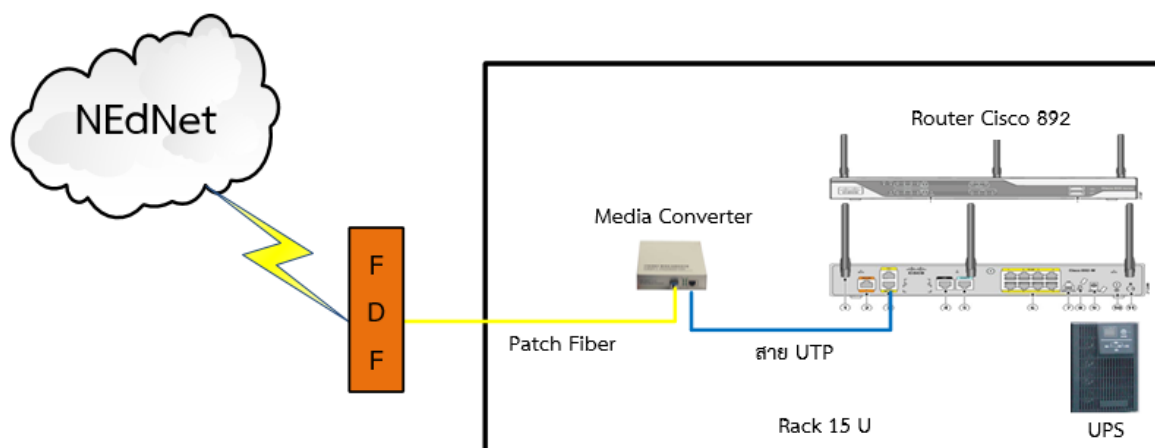 NEdNet
Router Cisco 892
Media Converter
F
D
F
Patch Fiber
สาย UTP
Rack 15 U
UPS